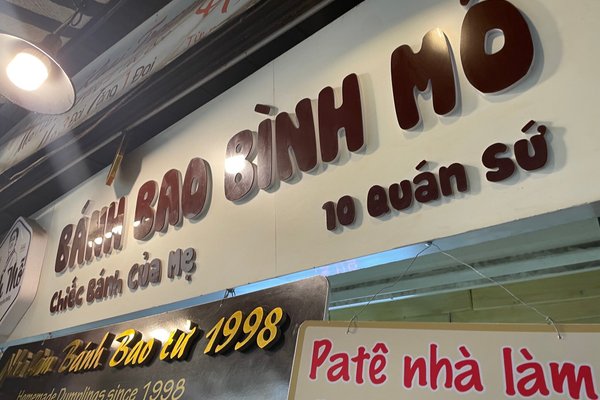 BÁNH BAO BÌNH MỞ
10 Quán Sứ
Chiếc Bánh Của Mẹ
Bánh Bao từ 1998
Homemade Dumplings since 1998
Patê nhà làm